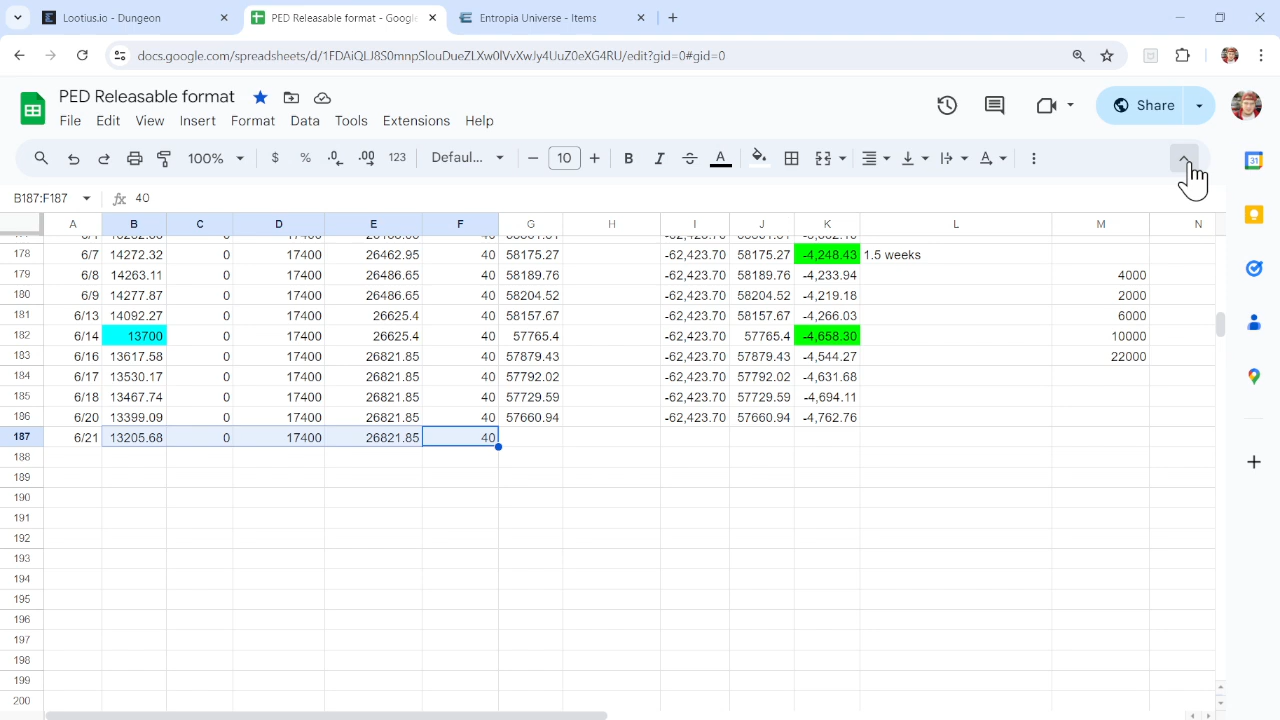 Lootius.io - Dungeon
PED Releasable format - Google
Entropia Universe - Items
docs.google.com/spreadsheets/d/1FDAiQLJ8S0mnpSlouDueZLYw0lVvXwJy4UuZ0eXG4RU/edit?gid=0#gid=0
PED Releasable format
File Edit View Insert Format Data Tools Extensions Help
Share
100% $ % .0 .00 123 Defaul... 10 B I S A
B187:F187 fx 40
A B C D E F G H I J K L M N
178 6/7 14272.47 0 17400 26462.95 40 58175.27 -62,423.70 58175.27 -4,248.43 1.5 weeks
179 6/8 14263.11 0 17400 26486.65 40 58189.76 -62,423.70 58189.76 -4,233.94 4000
180 6/9 14277.87 0 17400 26486.65 40 58204.52 -62,423.70 58204.52 -4,219.18 2000
181 6/13 14092.27 0 17400 26625.4 40 58157.67 -62,423.70 58157.67 -4,266.03 6000
182 6/14 13700 0 17400 26625.4 40 57765.4 -62,423.70 57765.4 -4,658.30 10000
183 6/16 13617.58 0 17400 26821.85 40 57879.43 -62,423.70 57879.43 -4,544.27 22000
184 6/17 13530.17 0 17400 26821.85 40 57792.02 -62,423.70 57792.02 -4,631.68
185 6/18 13467.74 0 17400 26821.85 40 57729.59 -62,423.70 57729.59 -4,694.11
186 6/20 13399.09 0 17400 26821.85 40 57660.94 -62,423.70 57660.94 -4,762.76
187 6/21 13205.68 0 17400 26821.85 40
188
189
190
191
192
193
194
195
196
197
198
199
200